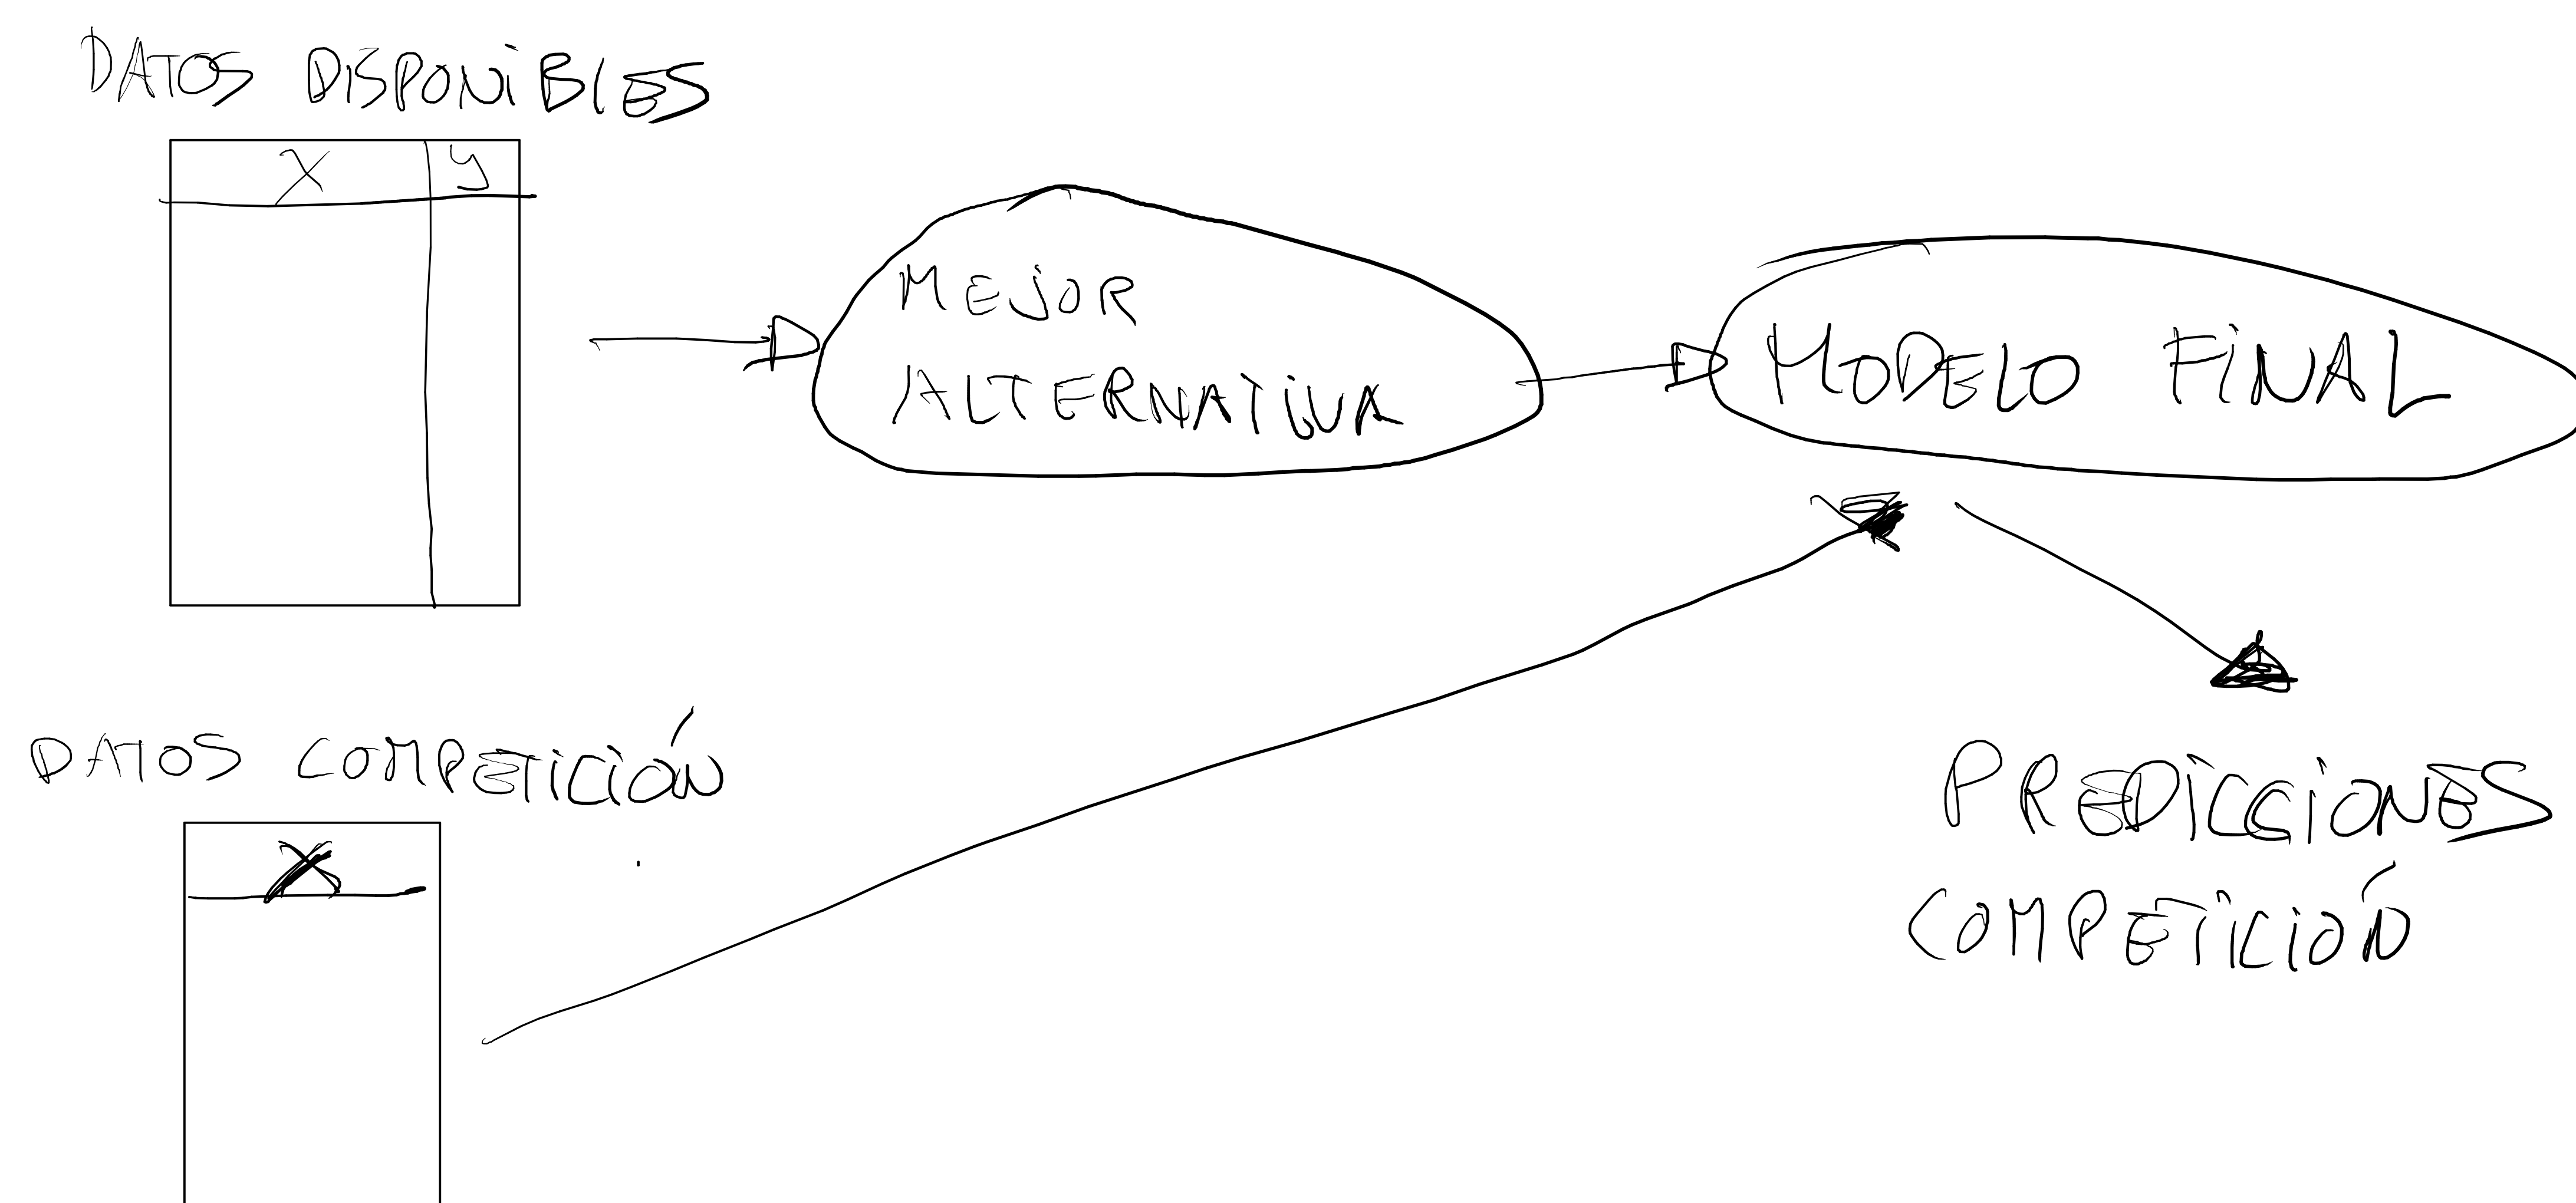 DATOS DISPONIBLES
X y
MEJOR
ALTERNATIVA
MODELO FINAL
DATOS COMPETICIÓN
X
PREDICCIONES
COMPETICIÓN